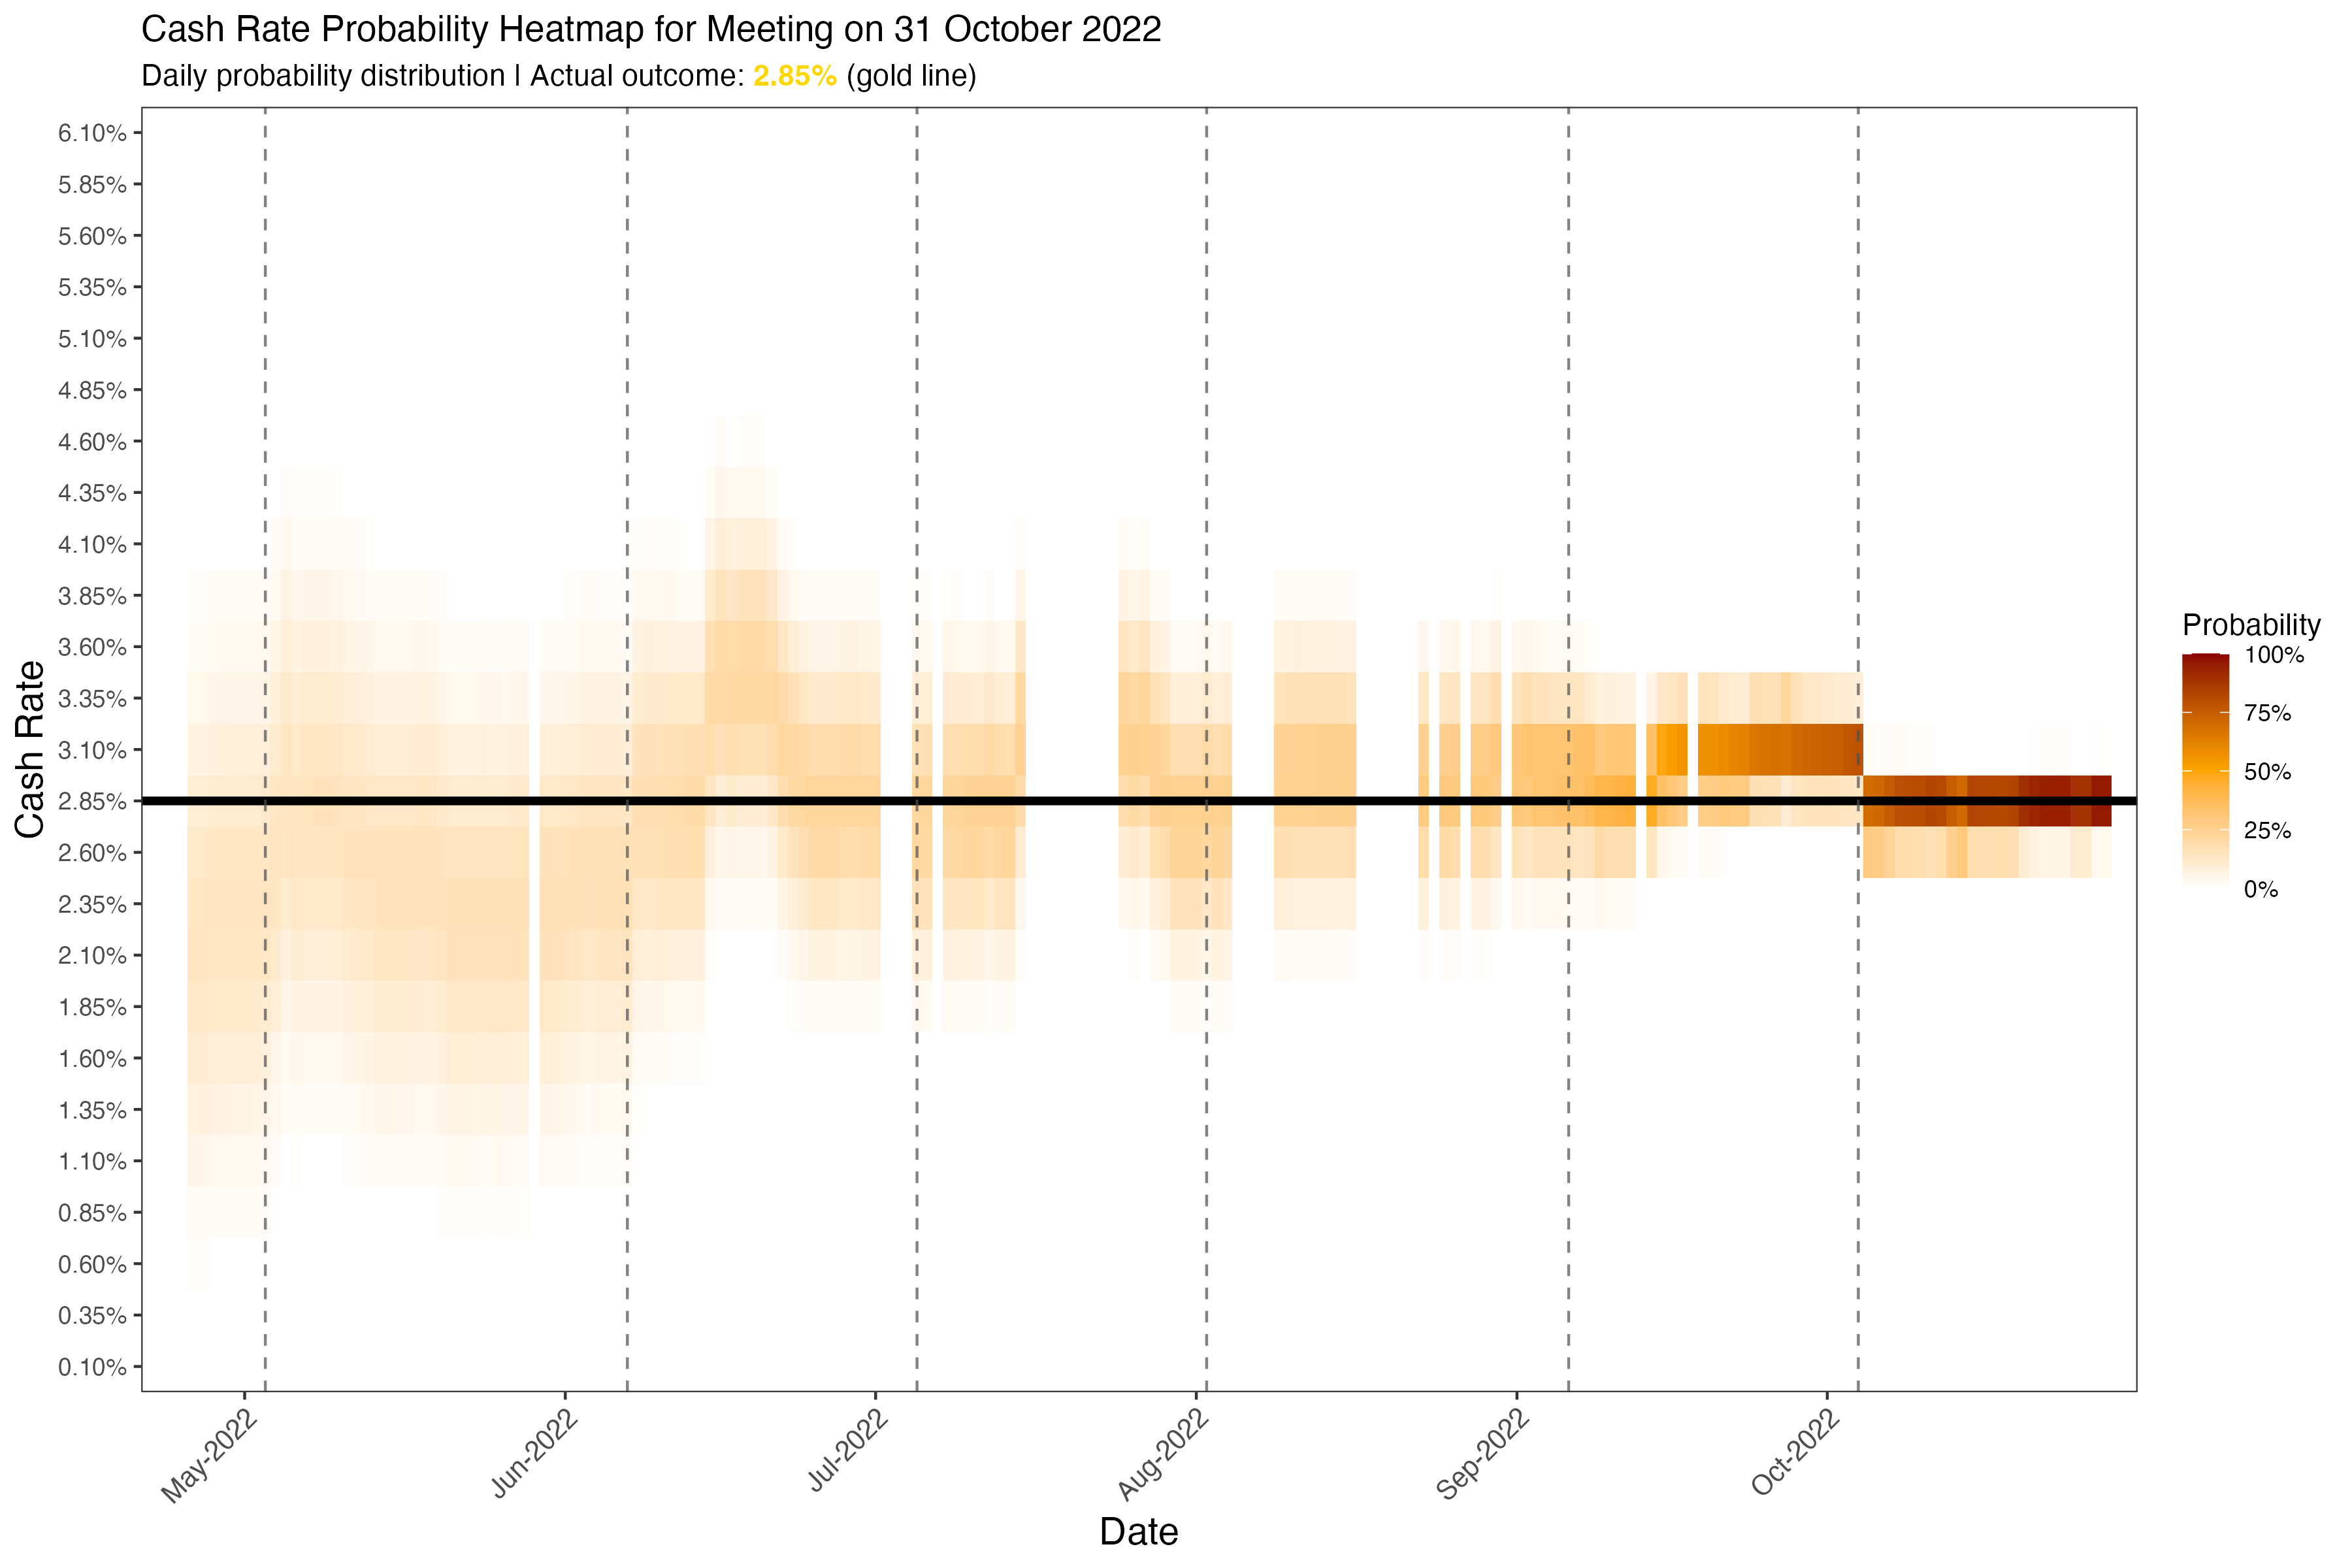 Cash Rate Probability Heatmap for Meeting on 31 October 2022
Daily probability distribution | Actual outcome: 2.85% (gold line)
Cash Rate
6.10%
5.85%
5.60%
5.35%
5.10%
4.85%
4.60%
4.35%
4.10%
3.85%
3.60%
3.35%
3.10%
2.85%
2.60%
2.35%
2.10%
1.85%
1.60%
1.35%
1.10%
0.85%
0.60%
0.35%
0.10%
May-2022
Jun-2022
Jul-2022
Aug-2022
Sep-2022
Oct-2022
Date
Probability
100%
75%
50%
25%
0%